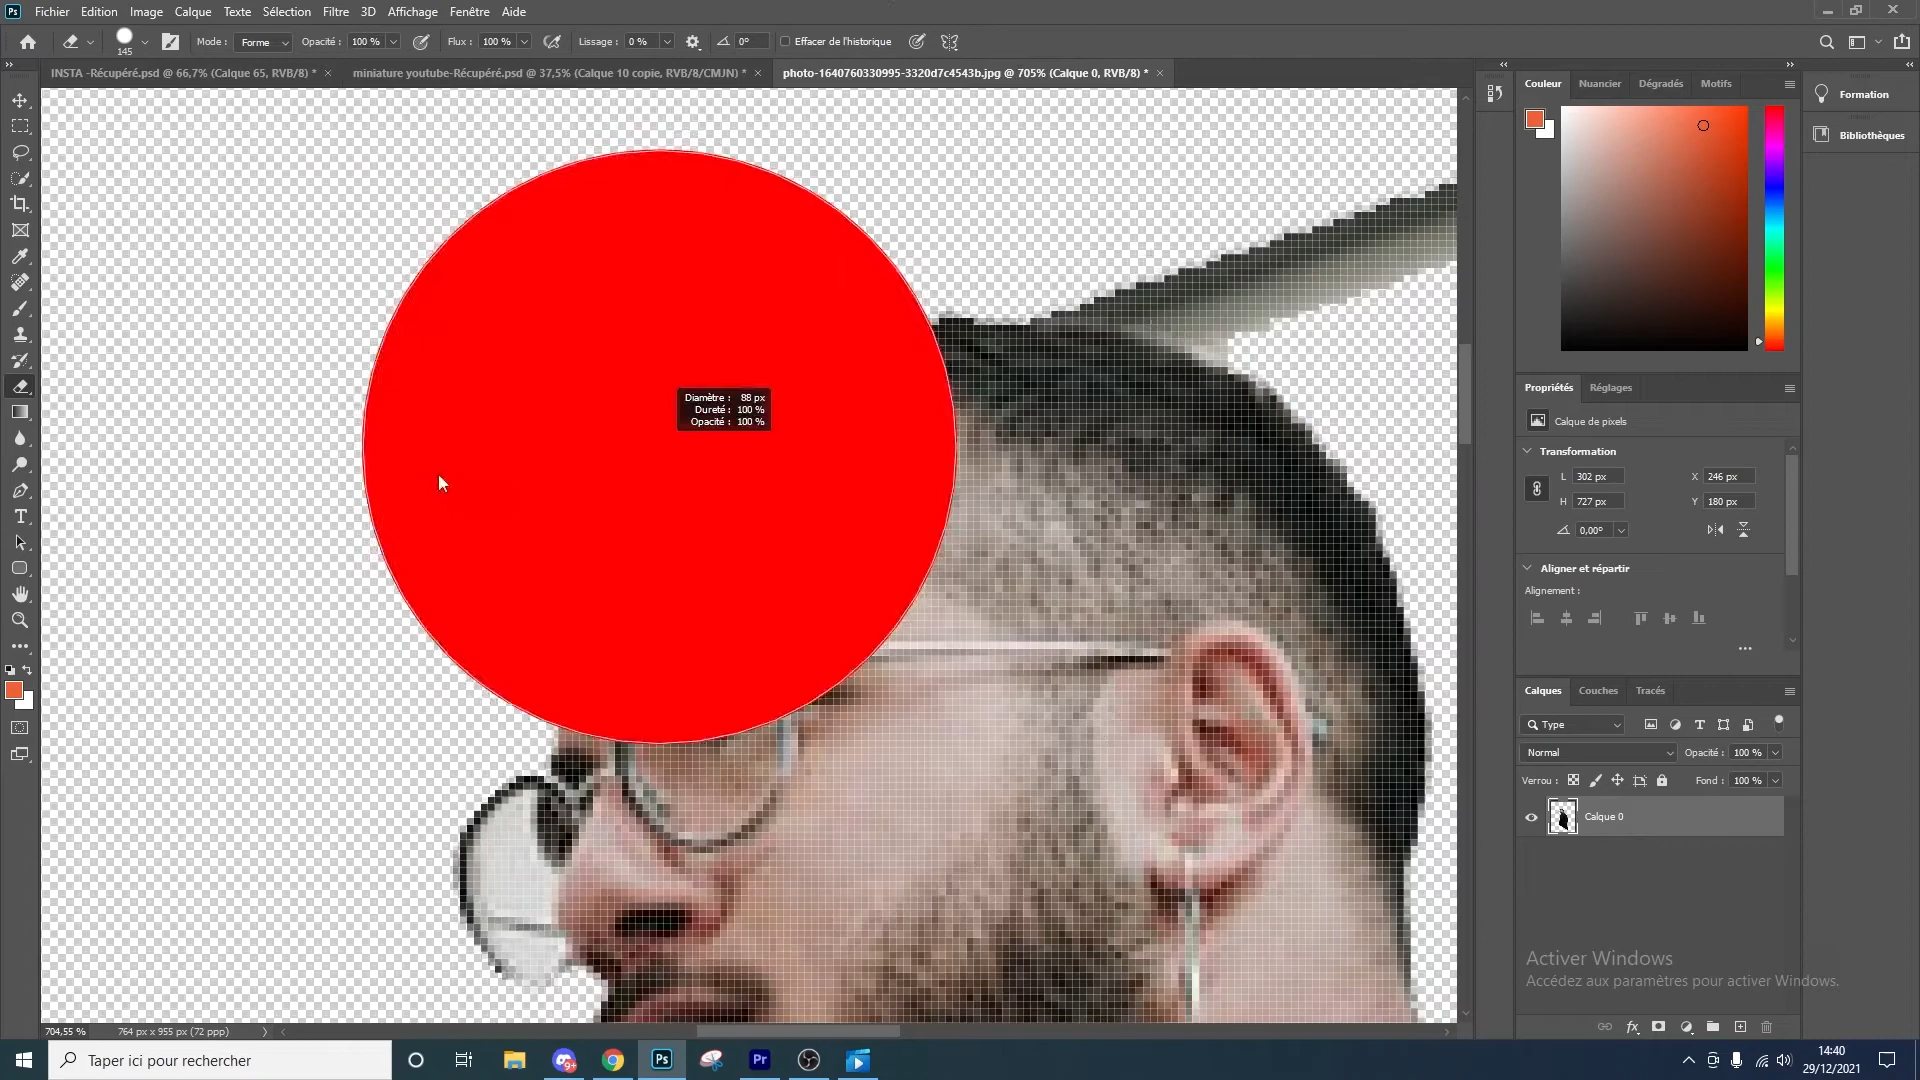 Ps Fichier Edition Image Calque Texte Sélection Filtre 3D Affichage Fenêtre Aide
145 Mode : Forme Opacité : 100 % Flux : 100 % Lissage : 0 % 0° Effacer de l'historique
INSTA -Récupéré.psd @ 66,7% (Calque 65, RVB/8) * × miniature youtube-Récupéré.psd @ 37,5% (Calque 10 copie, RVB/8/CMJN) * × photo-1640760330995-3320d7c4543b.jpg @ 705% (Calque 0, RVB/8) * ×
Couleur Nuancier Dégradés Motifs
Formation
Bibliothèques
Diamètre : 88 px
Dureté : 100 %
Opacité : 100 %
Propriétés Réglages
Calque de pixels
Transformation
L 302 px X 246 px
H 727 px Y 180 px
0,00°
Aligner et répartir
Alignement :
Calques Couches Tracés
Type
Normal Opacité : 100 %
Verrou : Fond : 100 %
Calque 0
Activer Windows
Accédez aux paramètres pour activer Windows.
704,55 % 764 px x 955 px (72 ppp)
Taper ici pour rechercher
9+
Ps
Pr
14:40
29/12/2021